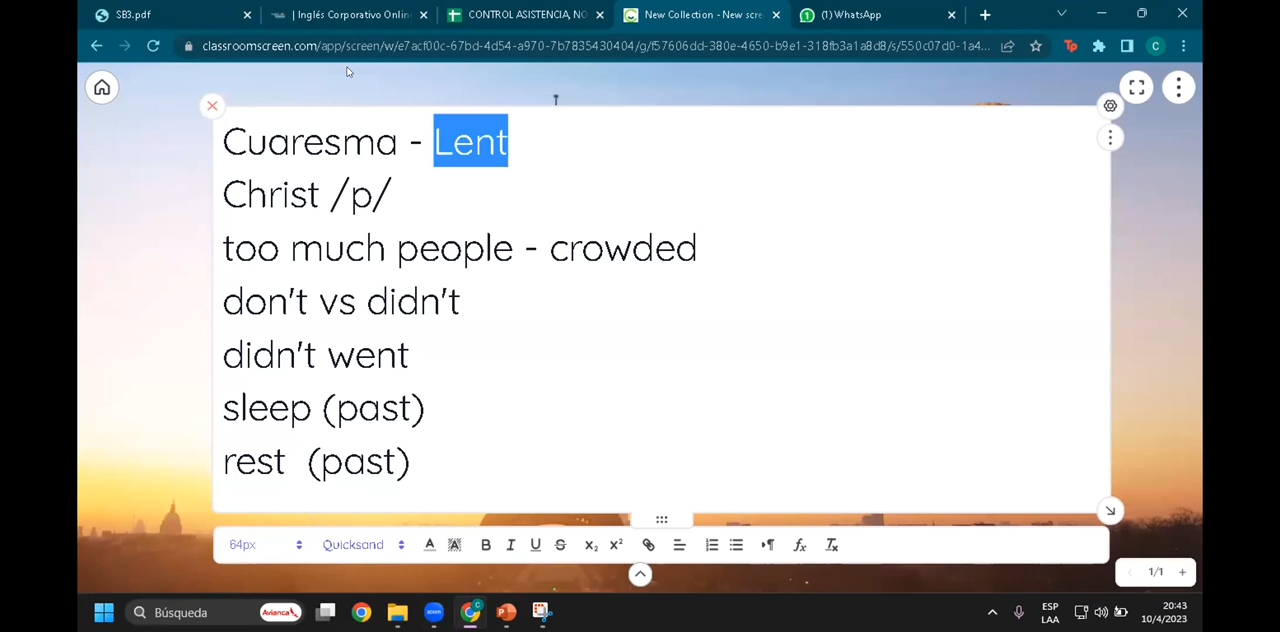 SB3.pdf
| Inglés Corporativo Onlin
CONTROL ASISTENCIA, NO
New Collection - New scre
(1) WhatsApp
classroomscreen.com/app/screen/w/e7acf00c-67bd-4d54-a970-7b7835430404/g/f57606dd-380e-4650-b9e1-318fb3a1a8d8/s/550c07d0-1a4...
Cuaresma - Lent
Christ /p/
too much people - crowded
don't vs didn't
didn't went
sleep (past)
rest (past)
64px
Quicksand
1/1
Búsqueda
Avianca
ESP
LAA
20:43
10/4/2023